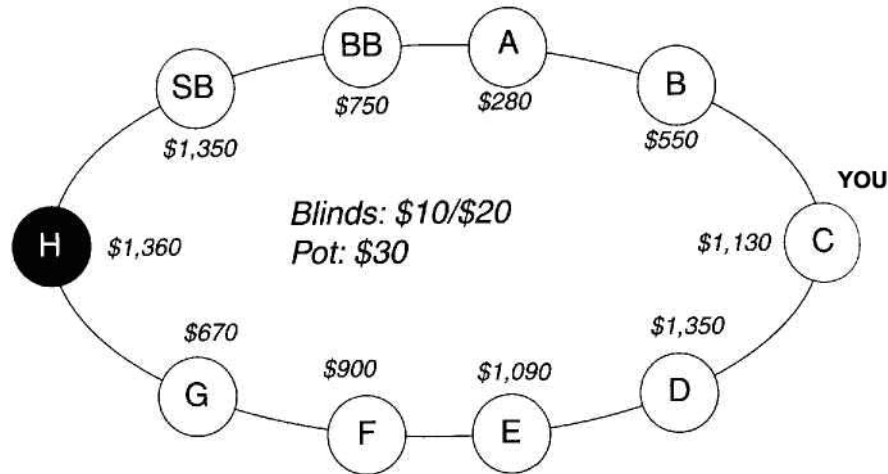 BB
A
SB
B
$750
$280
$1,350
$550
YOU
Blinds: $10/$20
H
$1,360
Pot: $30
$1,130
C
$670
$1,350
$900
$1,090
G
D
F
E